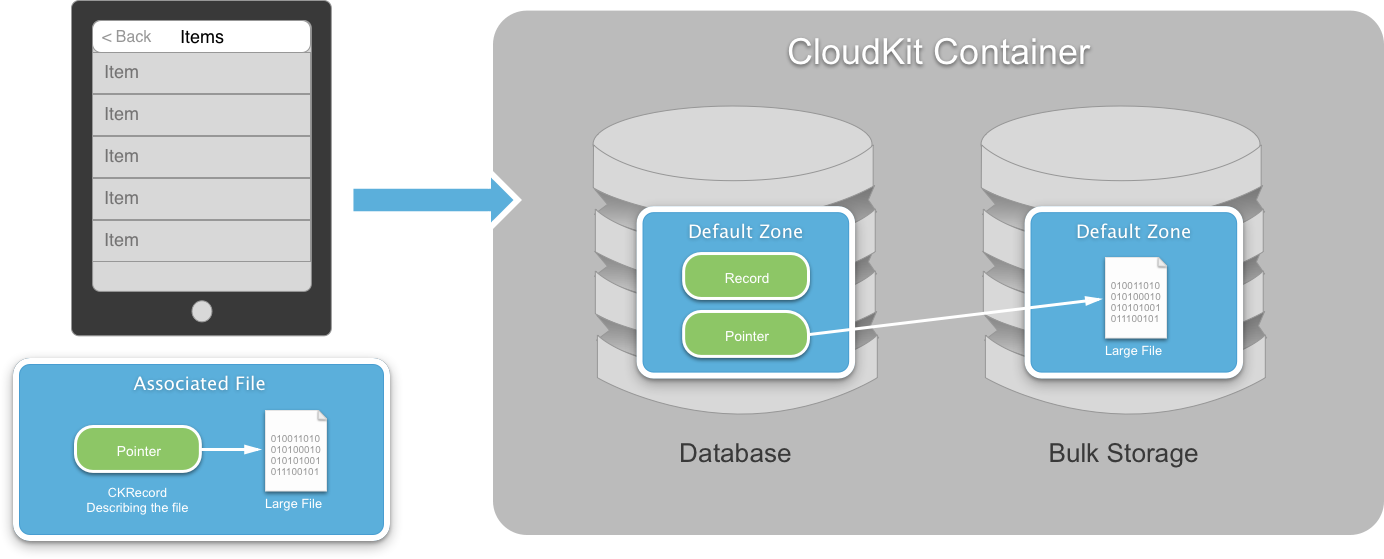 < Back Items
Item
Item
Item
Item
Item
Associated File
Pointer
010011010
010100010
010101001
011100101
CKRecord
Describing the file
Large File
CloudKit Container
Default Zone
Record
Pointer
Database
Default Zone
010011010
010100010
010101001
011100101
Large File
Bulk Storage